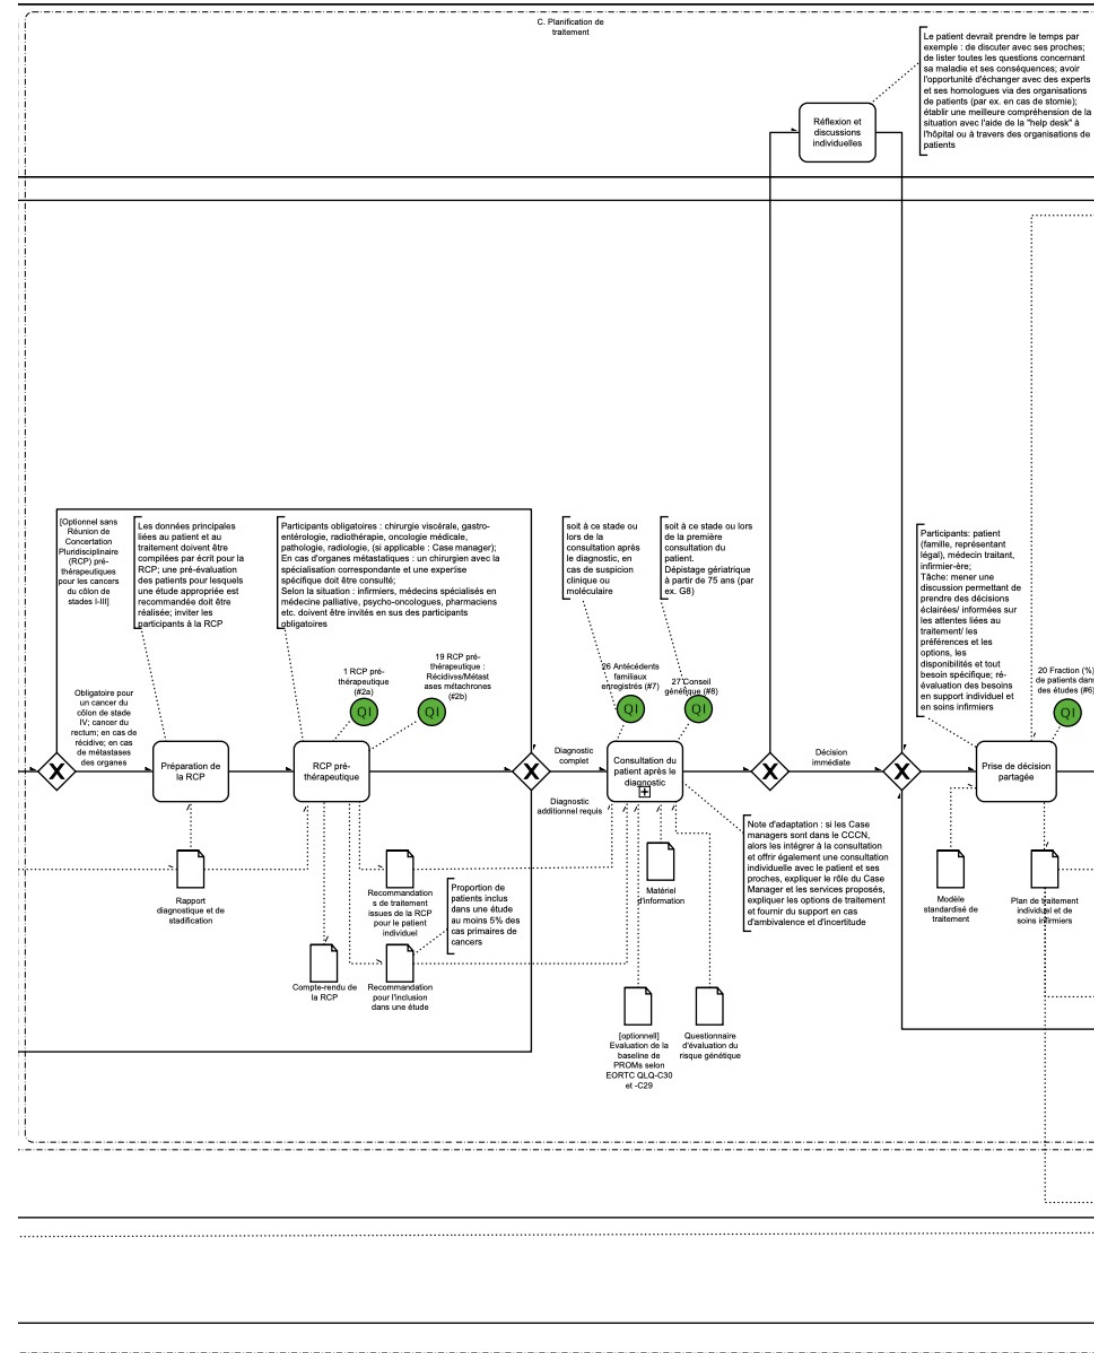 C. Planification de
traitement
Le patient devrait prendre le temps par
exemple : de discuter avec ses proches;
de lister toutes les questions concernant
sa maladie et ses conséquences; avoir
l'opportunité d'échanger avec des experts
et ses homologues via des organisations
de patients (par ex. en cas de stomie);
établir une meilleure compréhension de la
situation avec l'aide de la "help desk" à
l'hôpital ou à travers des organisations de
patients
Réflexion et
discussions
individuelles
[Optionnel sans
Réunion de
Concertation
Pluridisciplinaire
(RCP) pré-
thérapeutiques
pour les cancers
du côlon de
stades I-III]
Les données principales
liées au patient et au
traitement doivent être
compilées par écrit pour la
RCP; une pré-évaluation
des patients pour lesquels
une étude appropriée est
recommandée doit être
réalisée; inviter les
participants à la RCP
Participants obligatoires : chirurgie viscérale, gastro-
entérologie, radiothérapie, oncologie médicale,
pathologie, radiologie, (si applicable : Case manager);
En cas d'organes métastatiques : un chirurgien avec la
spécialisation correspondante et une expertise
spécifique doit être consulté;
Selon la situation : infirmiers, médecins spécialisés en
médecine palliative, psycho-oncologues, pharmaciens
etc. doivent être invités en sus des participants
obligatoires
soit à ce stade ou
lors de la
consultation après
le diagnostic, en
cas de suspicion
clinique ou
moléculaire
soit à ce stade ou lors
de la première
consultation du
patient.
Dépistage gériatrique
à partir de 75 ans (par
ex. G8)
Participants: patient
(famille, représentant
légal), médecin traitant,
infirmier-ère;
Tâche: mener une
discussion permettant de
prendre des décisions
éclairées/ informées sur
les attentes liées au
traitement/ les
préférences et les
options, les
disponibilités et tout
besoin spécifique; ré-
évaluation des besoins
en support individuel et
en soins infirmiers
1 RCP pré-
thérapeutique
(#2a)
QI
19 RCP pré-
thérapeutique :
Récidives/Métast
ases métachrones
(#2b)
QI
26 Antécédents
familiaux
enregistrés (#7)
QI
27 Conseil
génétique (#8)
QI
20 Fraction (%)
de patients dans
des études (#6)
QI
Obligatoire pour
un cancer du
côlon de stade
IV; cancer du
rectum; en cas de
récidive; en cas
de métastases
des organes
X
Préparation de
la RCP
RCP pré-
thérapeutique
X
Diagnostic
complet
Diagnostic
additionnel requis
Consultation du
patient après le
diagnostic
X
Décision
immédiate
X
Prise de décision
partagée
Rapport
diagnostique et de
stadification
Recommandation
s de traitement
issues de la RCP
pour le patient
individuel
Proportion de
patients inclus
dans une étude
au moins 5% des
cas primaires de
cancers
Matériel
d'information
Note d'adaptation : si les Case
managers sont dans le CCCN,
alors les intégrer à la consultation
et offrir également une consultation
individuelle avec le patient et ses
proches, expliquer le rôle du Case
Manager et les services proposés,
expliquer les options de traitement
et fournir du support en cas
d'ambivalence et d'incertitude
Modèle
standardisé de
traitement
Plan de traitement
individuel et de
soins infirmiers
Compte-rendu de
la RCP
Recommandation
pour l'inclusion
dans une étude
[optionnell]
Evaluation de la
baseline de
PROMs selon
EORTC QLQ-C30
et -C29
Questionnaire
d'évaluation du
risque génétique